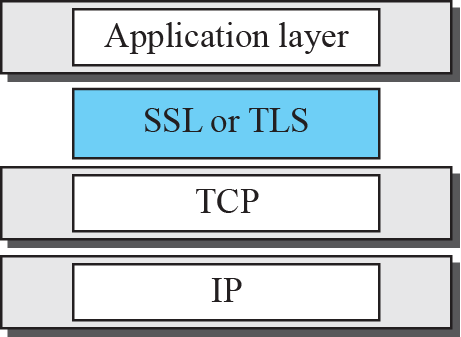 Application layer
SSL or TLS
TCP
IP